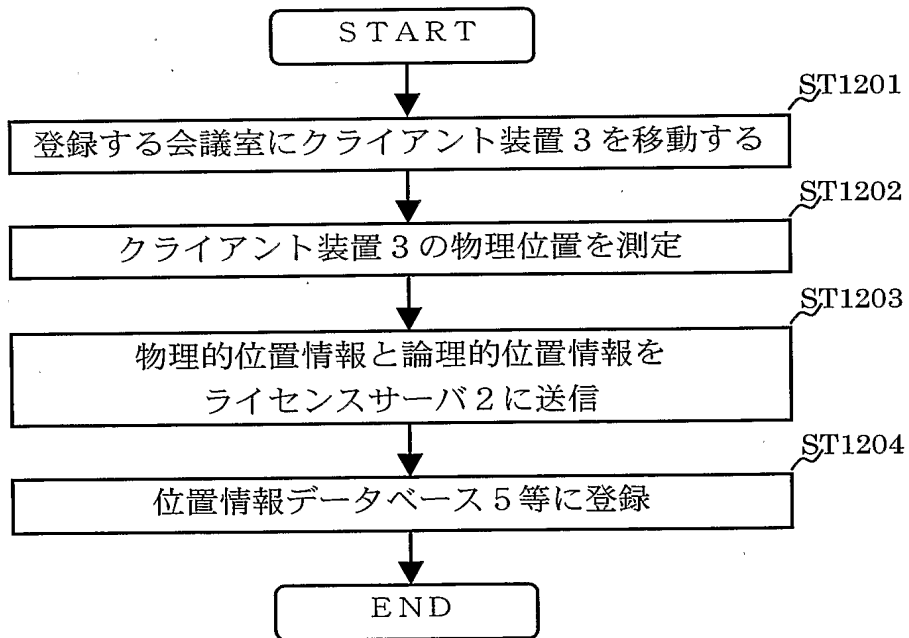 ＳＴＡＲＴ
ST1201
登録する会議室にクライアント装置３を移動する
ST1202
クライアント装置３の物理位置を測定
ST1203
物理的位置情報と論理的位置情報を
ライセンスサーバ２に送信
ST1204
位置情報データベース５等に登録
ＥＮＤ